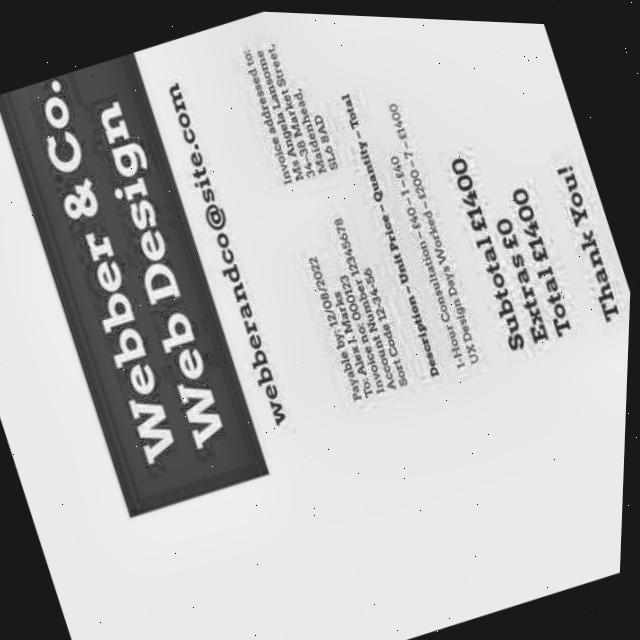 Webber & Co.
Web Design
webberandco@site.com
Invoice addressed to:
Ms Angela Lansome
34-38 Market Street,
Maidenhead,
SL6 8AD
Payable by 12/08/2022
To: Alex J Marks
Invoice No: 000123
Account Number 12345678
Sort Code 12-34-56
Description - Unit Price - Quantity - Total
1-Hour Consultation - £40 - 1 - £40
UX Design Days Worked - £200 - 7 - £1400
Subtotal £1400
Extras £0
Total £1400
Thank You!